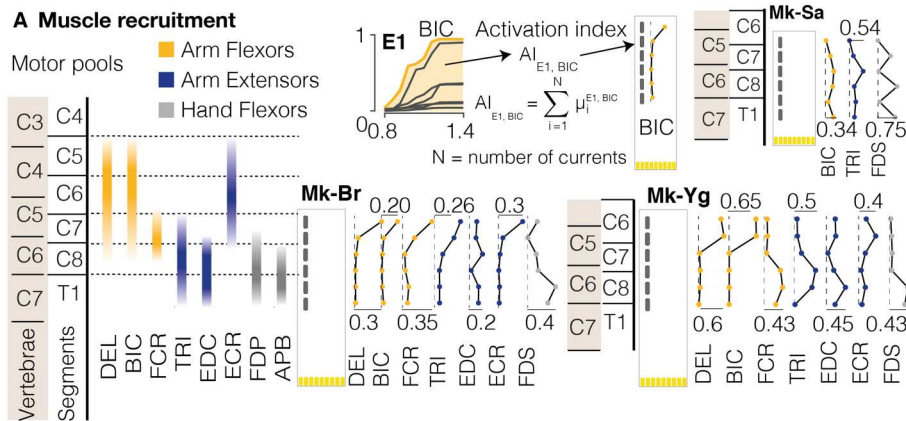 A Muscle recruitment
Motor pools
Arm Flexors
Arm Extensors
Hand Flexors
C3
C4
C5
C6
C7
Vertebrae
C4
C5
C6
C7
C8
T1
Segments
DEL
BIC
FCR
TRI
EDC
ECR
FDP
APB
E1
BIC
1
0
0.8
1.4
Activation index
AI E1, BIC
AI E1, BIC = N ∑ i=1 μ i E1, BIC
N = number of currents
BIC
Mk-Sa
C5
C6
C7
C6
C7
C8
T1
0.54
0.34
0.75
BIC
TRI
FDS
Mk-Br
0.20
0.26
0.3
0.3
0.35
0.2
0.4
DEL
BIC
FCR
TRI
EDC
ECR
FDS
Mk-Yg
C5
C6
C7
C6
C7
C8
T1
0.65
0.5
0.4
0.6
0.43
0.45
0.43
DEL
BIC
FCR
TRI
EDC
ECR
FDS